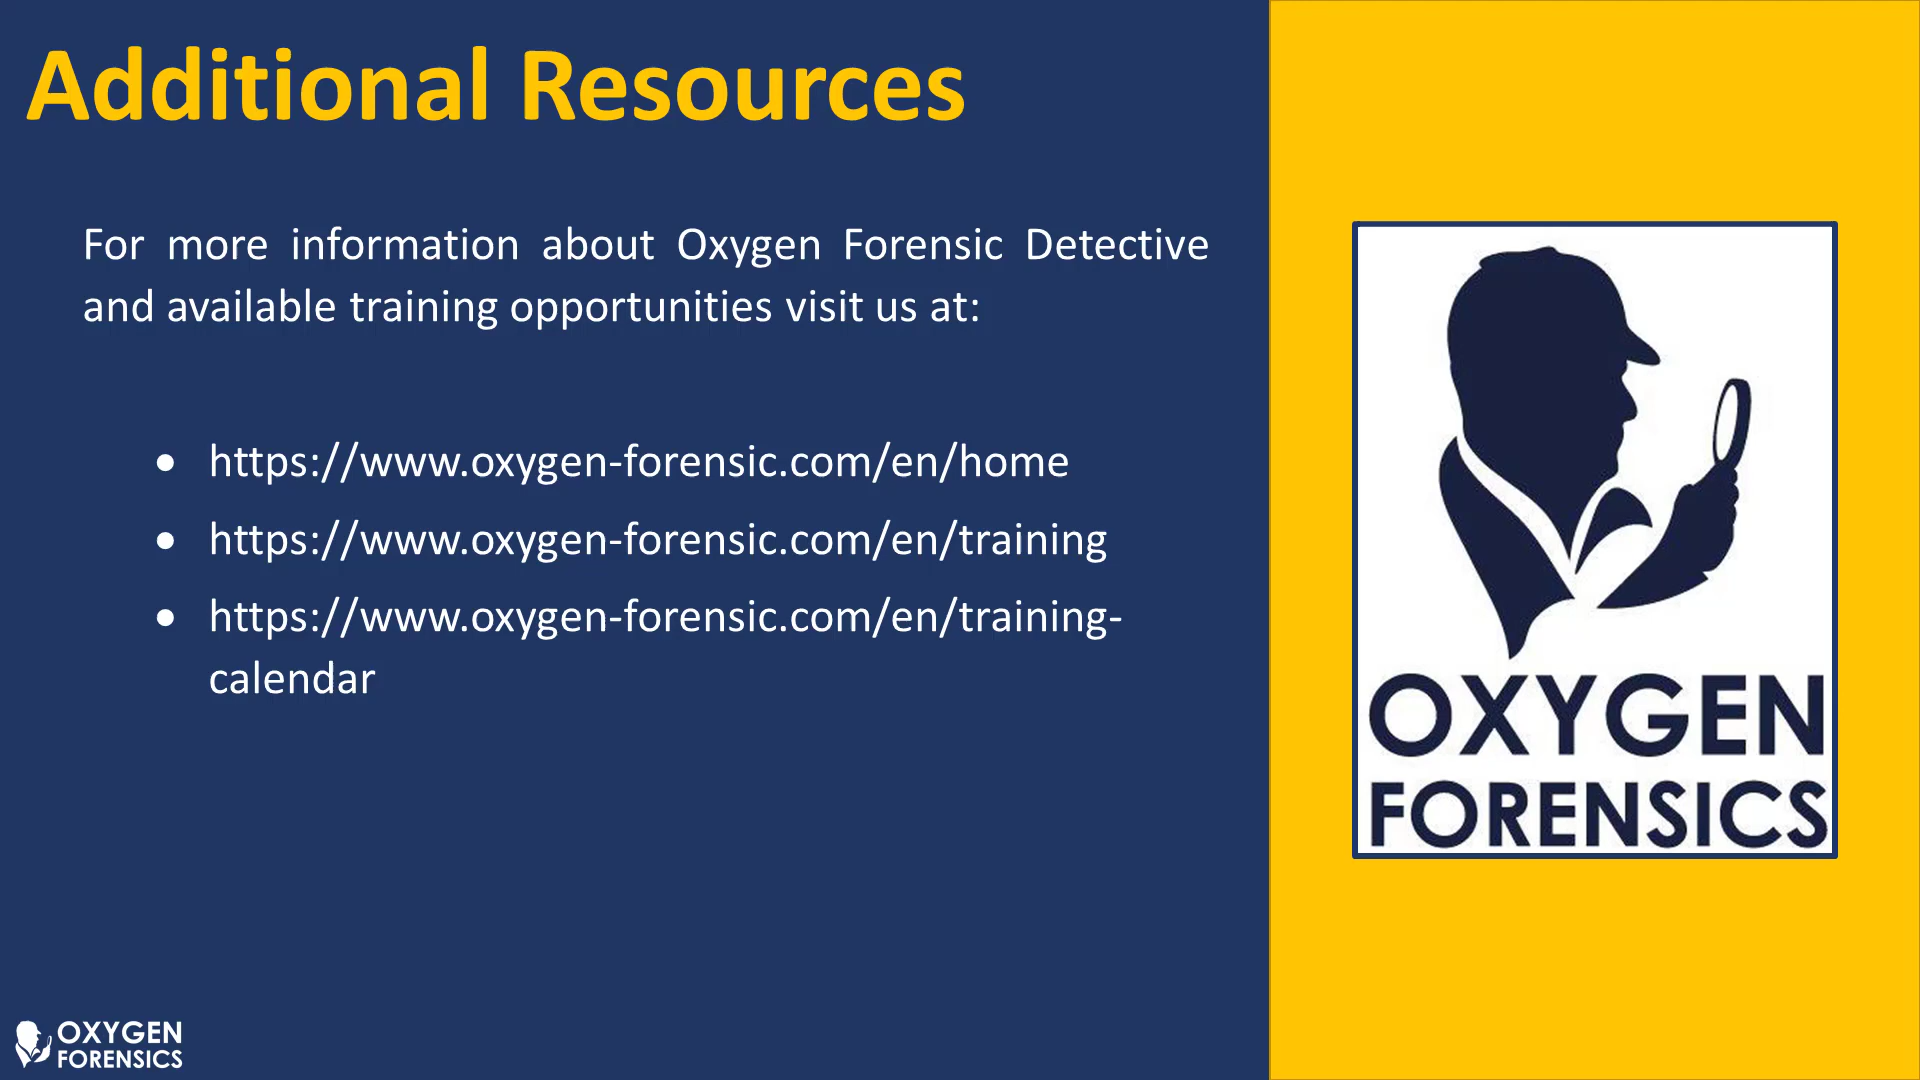 Additional Resources
For more information about Oxygen Forensic Detective
and available training opportunities visit us at:
• https://www.oxygen-forensic.com/en/home
• https://www.oxygen-forensic.com/en/training
• https://www.oxygen-forensic.com/en/training-
calendar
OXYGEN
FORENSICS
OXYGEN
FORENSICS